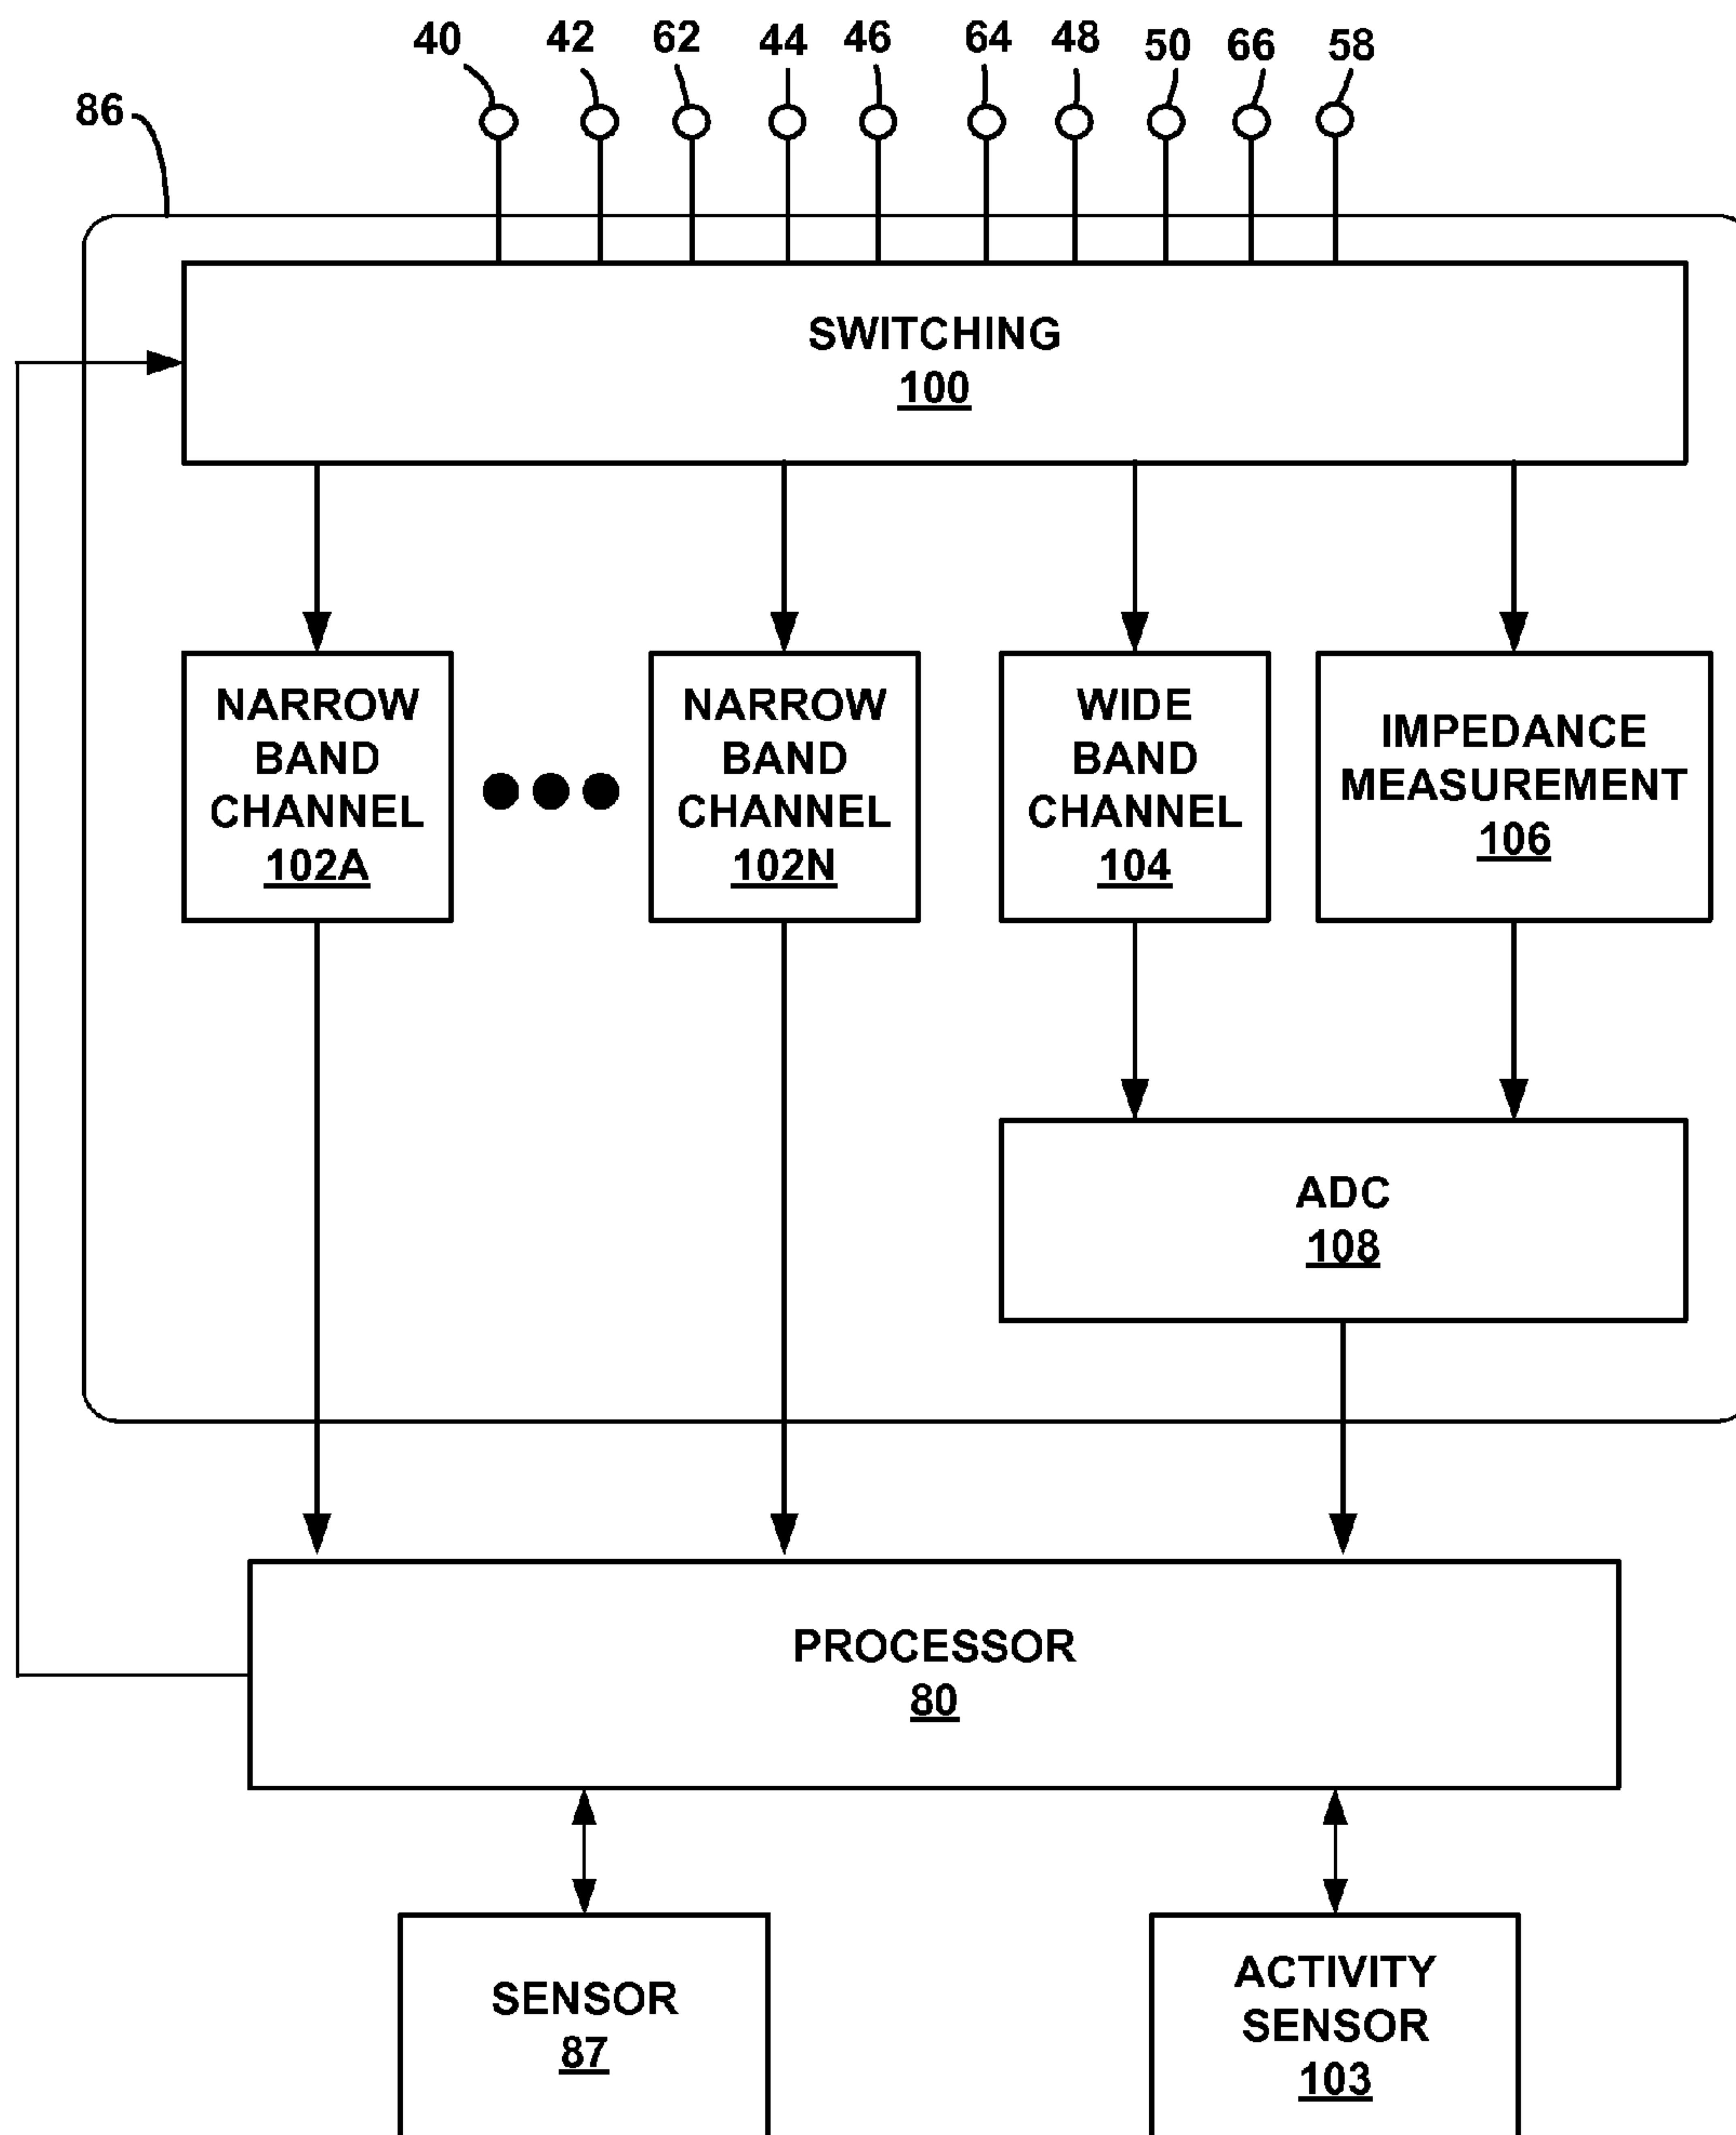 40 42 62 44 46 64 48 50 66 58
86
SWITCHING
100
NARROW
BAND
CHANNEL
102A
NARROW
BAND
CHANNEL
102N
WIDE
BAND
CHANNEL
104
IMPEDANCE
MEASUREMENT
106
ADC
108
PROCESSOR
80
SENSOR
87
ACTIVITY
SENSOR
103